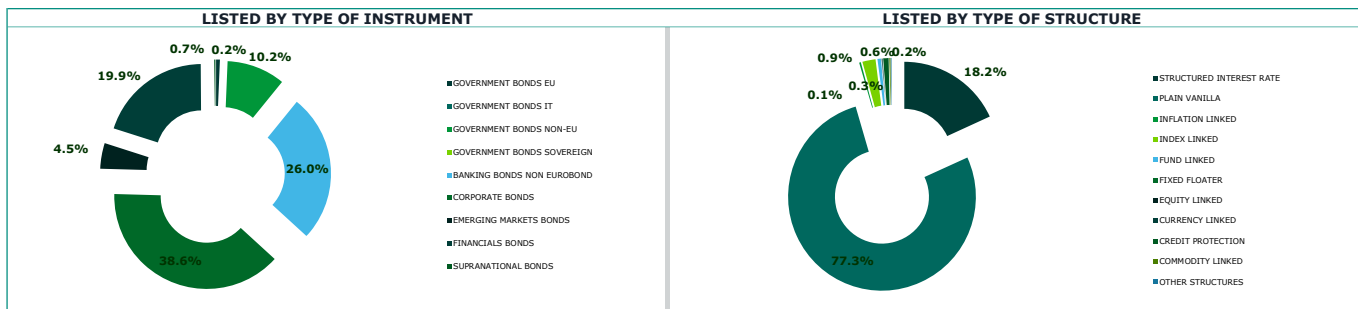 LISTED BY TYPE OF INSTRUMENT
0.7%
0.2%
10.2%
19.9%
4.5%
26.0%
38.6%
GOVERNMENT BONDS EU
GOVERNMENT BONDS IT
GOVERNMENT BONDS NON-EU
GOVERNMENT BONDS SOVEREIGN
BANKING BONDS NON EUROBOND
CORPORATE BONDS
EMERGING MARKETS BONDS
FINANCIALS BONDS
SUPRANATIONAL BONDS
LISTED BY TYPE OF STRUCTURE
0.9%
0.6%
0.2%
18.2%
0.1%
0.3%
77.3%
STRUCTURED INTEREST RATE
PLAIN VANILLA
INFLATION LINKED
INDEX LINKED
FUND LINKED
FIXED FLOATER
EQUITY LINKED
CURRENCY LINKED
CREDIT PROTECTION
COMMODITY LINKED
OTHER STRUCTURES